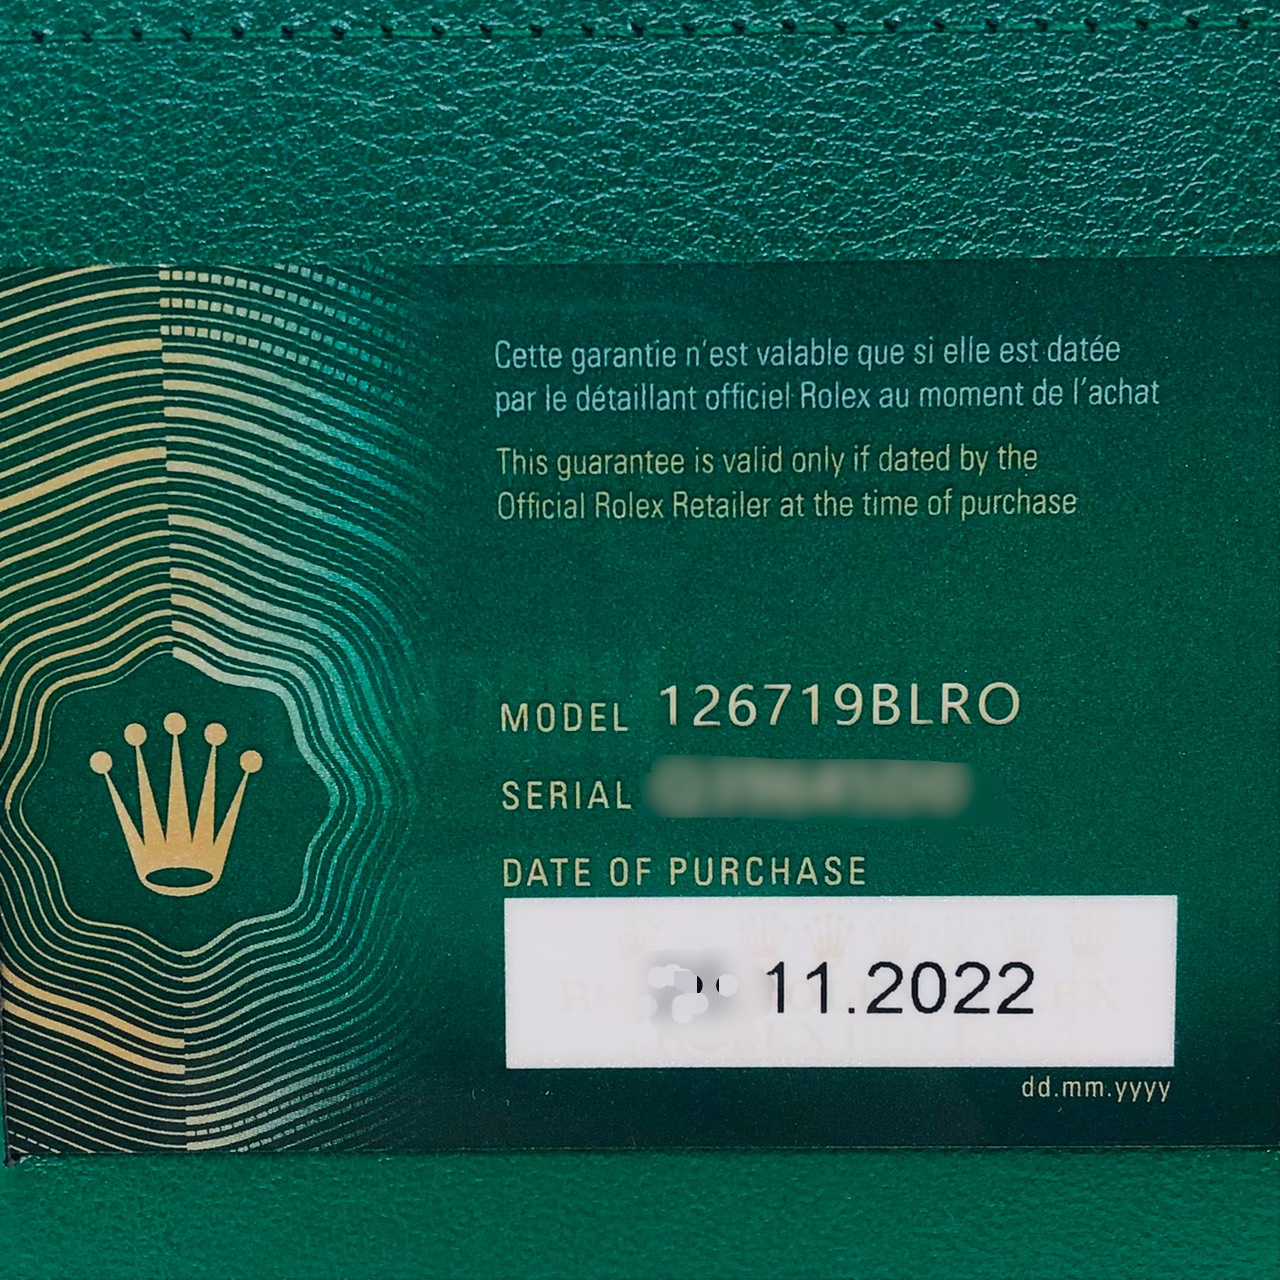 Cette garantie n'est valable que si elle est datée
par le détaillant officiel Rolex au moment de l'achat
This guarantee is valid only if dated by the
Official Rolex Retailer at the time of purchase
MODEL 126719BLRO
SERIAL
DATE OF PURCHASE
11.2022
dd.mm.yyyy